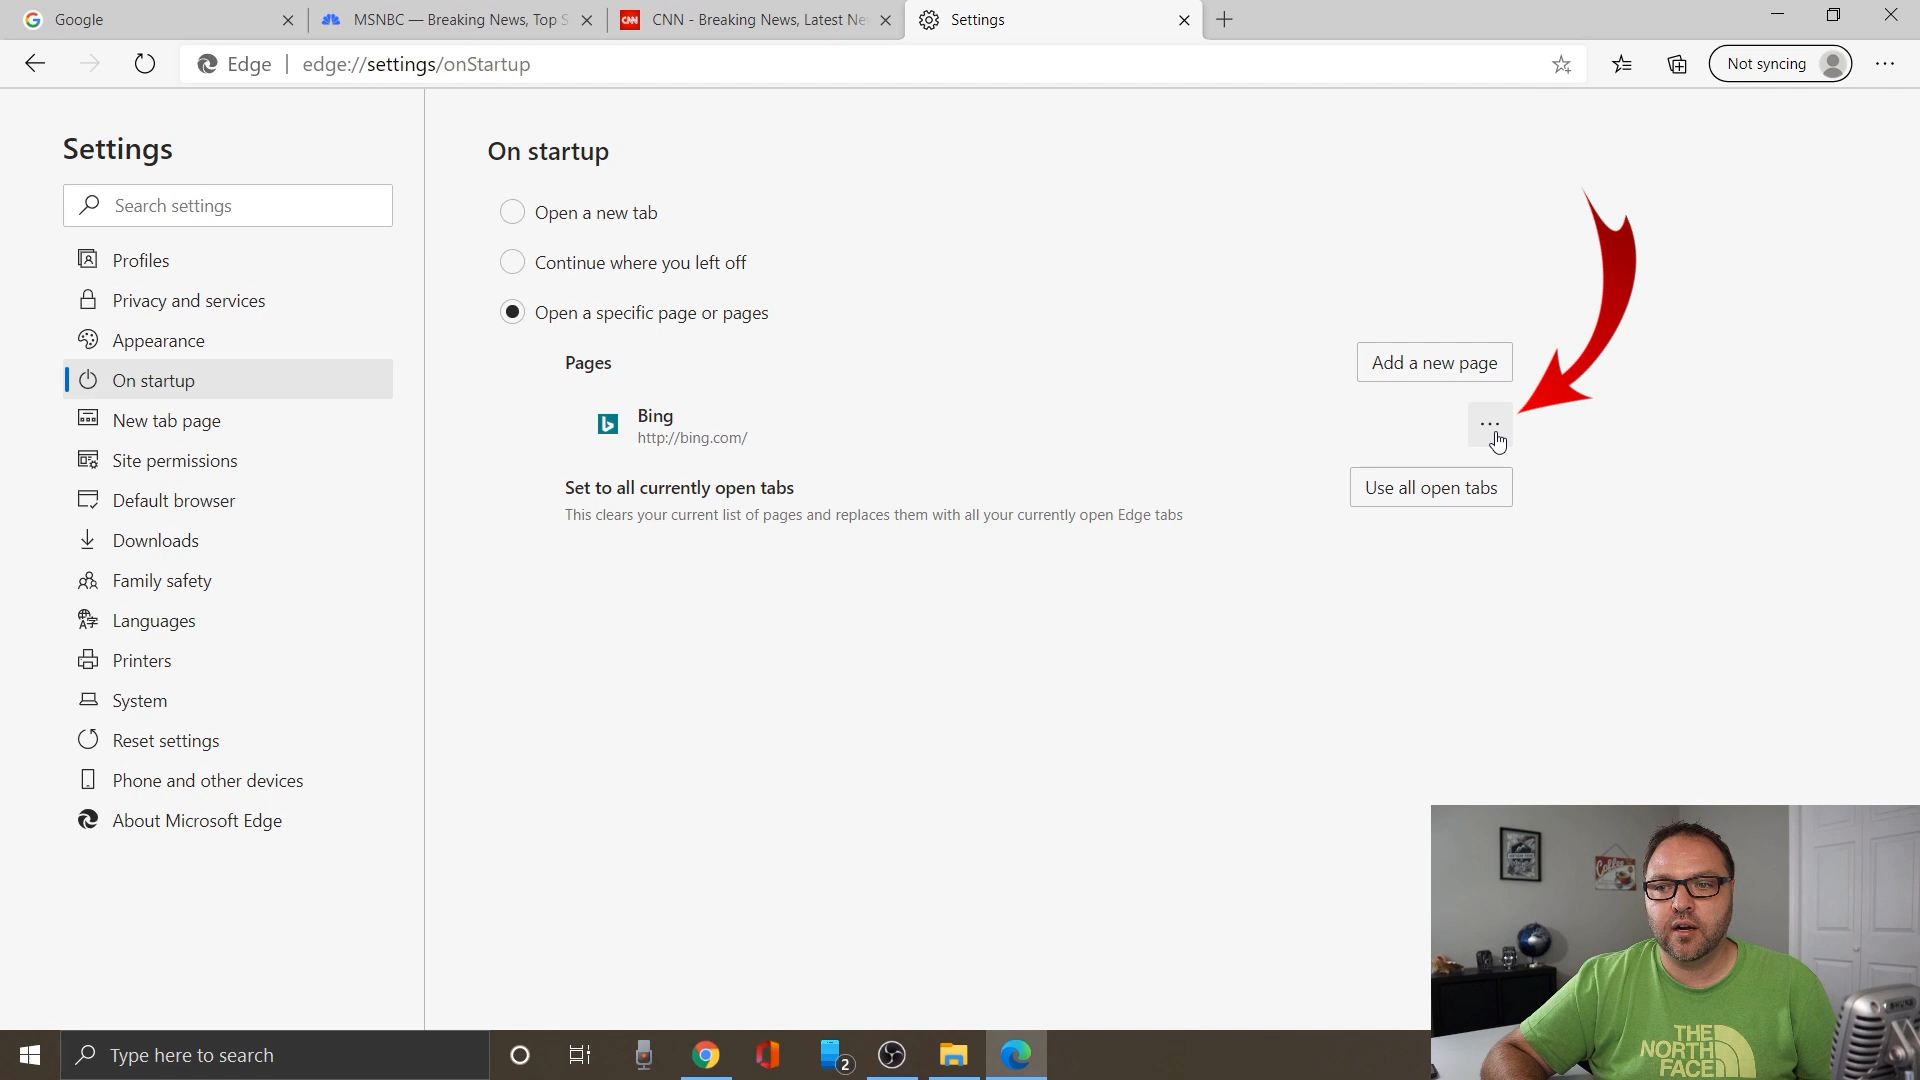 Google
MSNBC — Breaking News, Top S
CNN
CNN - Breaking News, Latest Ne
Settings
Edge
edge://settings/onStartup
Not syncing
Settings
Search settings
Profiles
Privacy and services
Appearance
On startup
New tab page
Site permissions
Default browser
Downloads
Family safety
Languages
Printers
System
Reset settings
Phone and other devices
About Microsoft Edge
On startup
Open a new tab
Continue where you left off
Open a specific page or pages
Pages
Add a new page
Bing
http://bing.com/
Set to all currently open tabs
Use all open tabs
This clears your current list of pages and replaces them with all your currently open Edge tabs
Coffee
THE
NORTH
FACE
SHURE
Type here to search
2